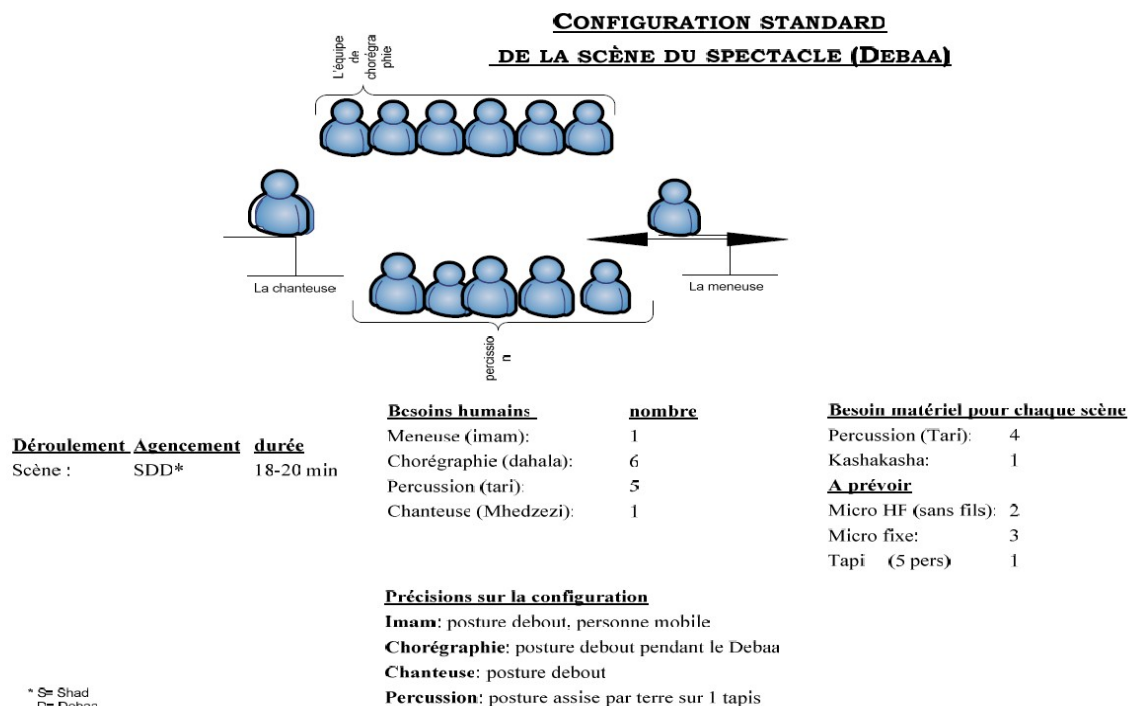 CONFIGURATION STANDARD
DE LA SCÈNE DU SPECTACLE (DEBAA)
L'équipe
de
chorégra
phie
La chanteuse
La meneuse
percissio
n
Déroulement Agencement durée
Scène : SDD* 18-20 min
Besoins humains nombre
Meneuse (imam): 1
Chorégraphie (dahala): 6
Percussion (tari): 5
Chanteuse (Mhedzezi): 1
Besoin matériel pour chaque scène
Percussion (Tari): 4
Kashakasha: 1
A prévoir
Micro HF (sans fils): 2
Micro fixe: 3
Tapi (5 pers) 1
Précisions sur la configuration
Imam: posture debout, personne mobile
Chorégraphie: posture debout pendant le Debaa
Chanteuse: posture debout
Percussion: posture assise par terre sur 1 tapis
* S= Shad
D= Debaa